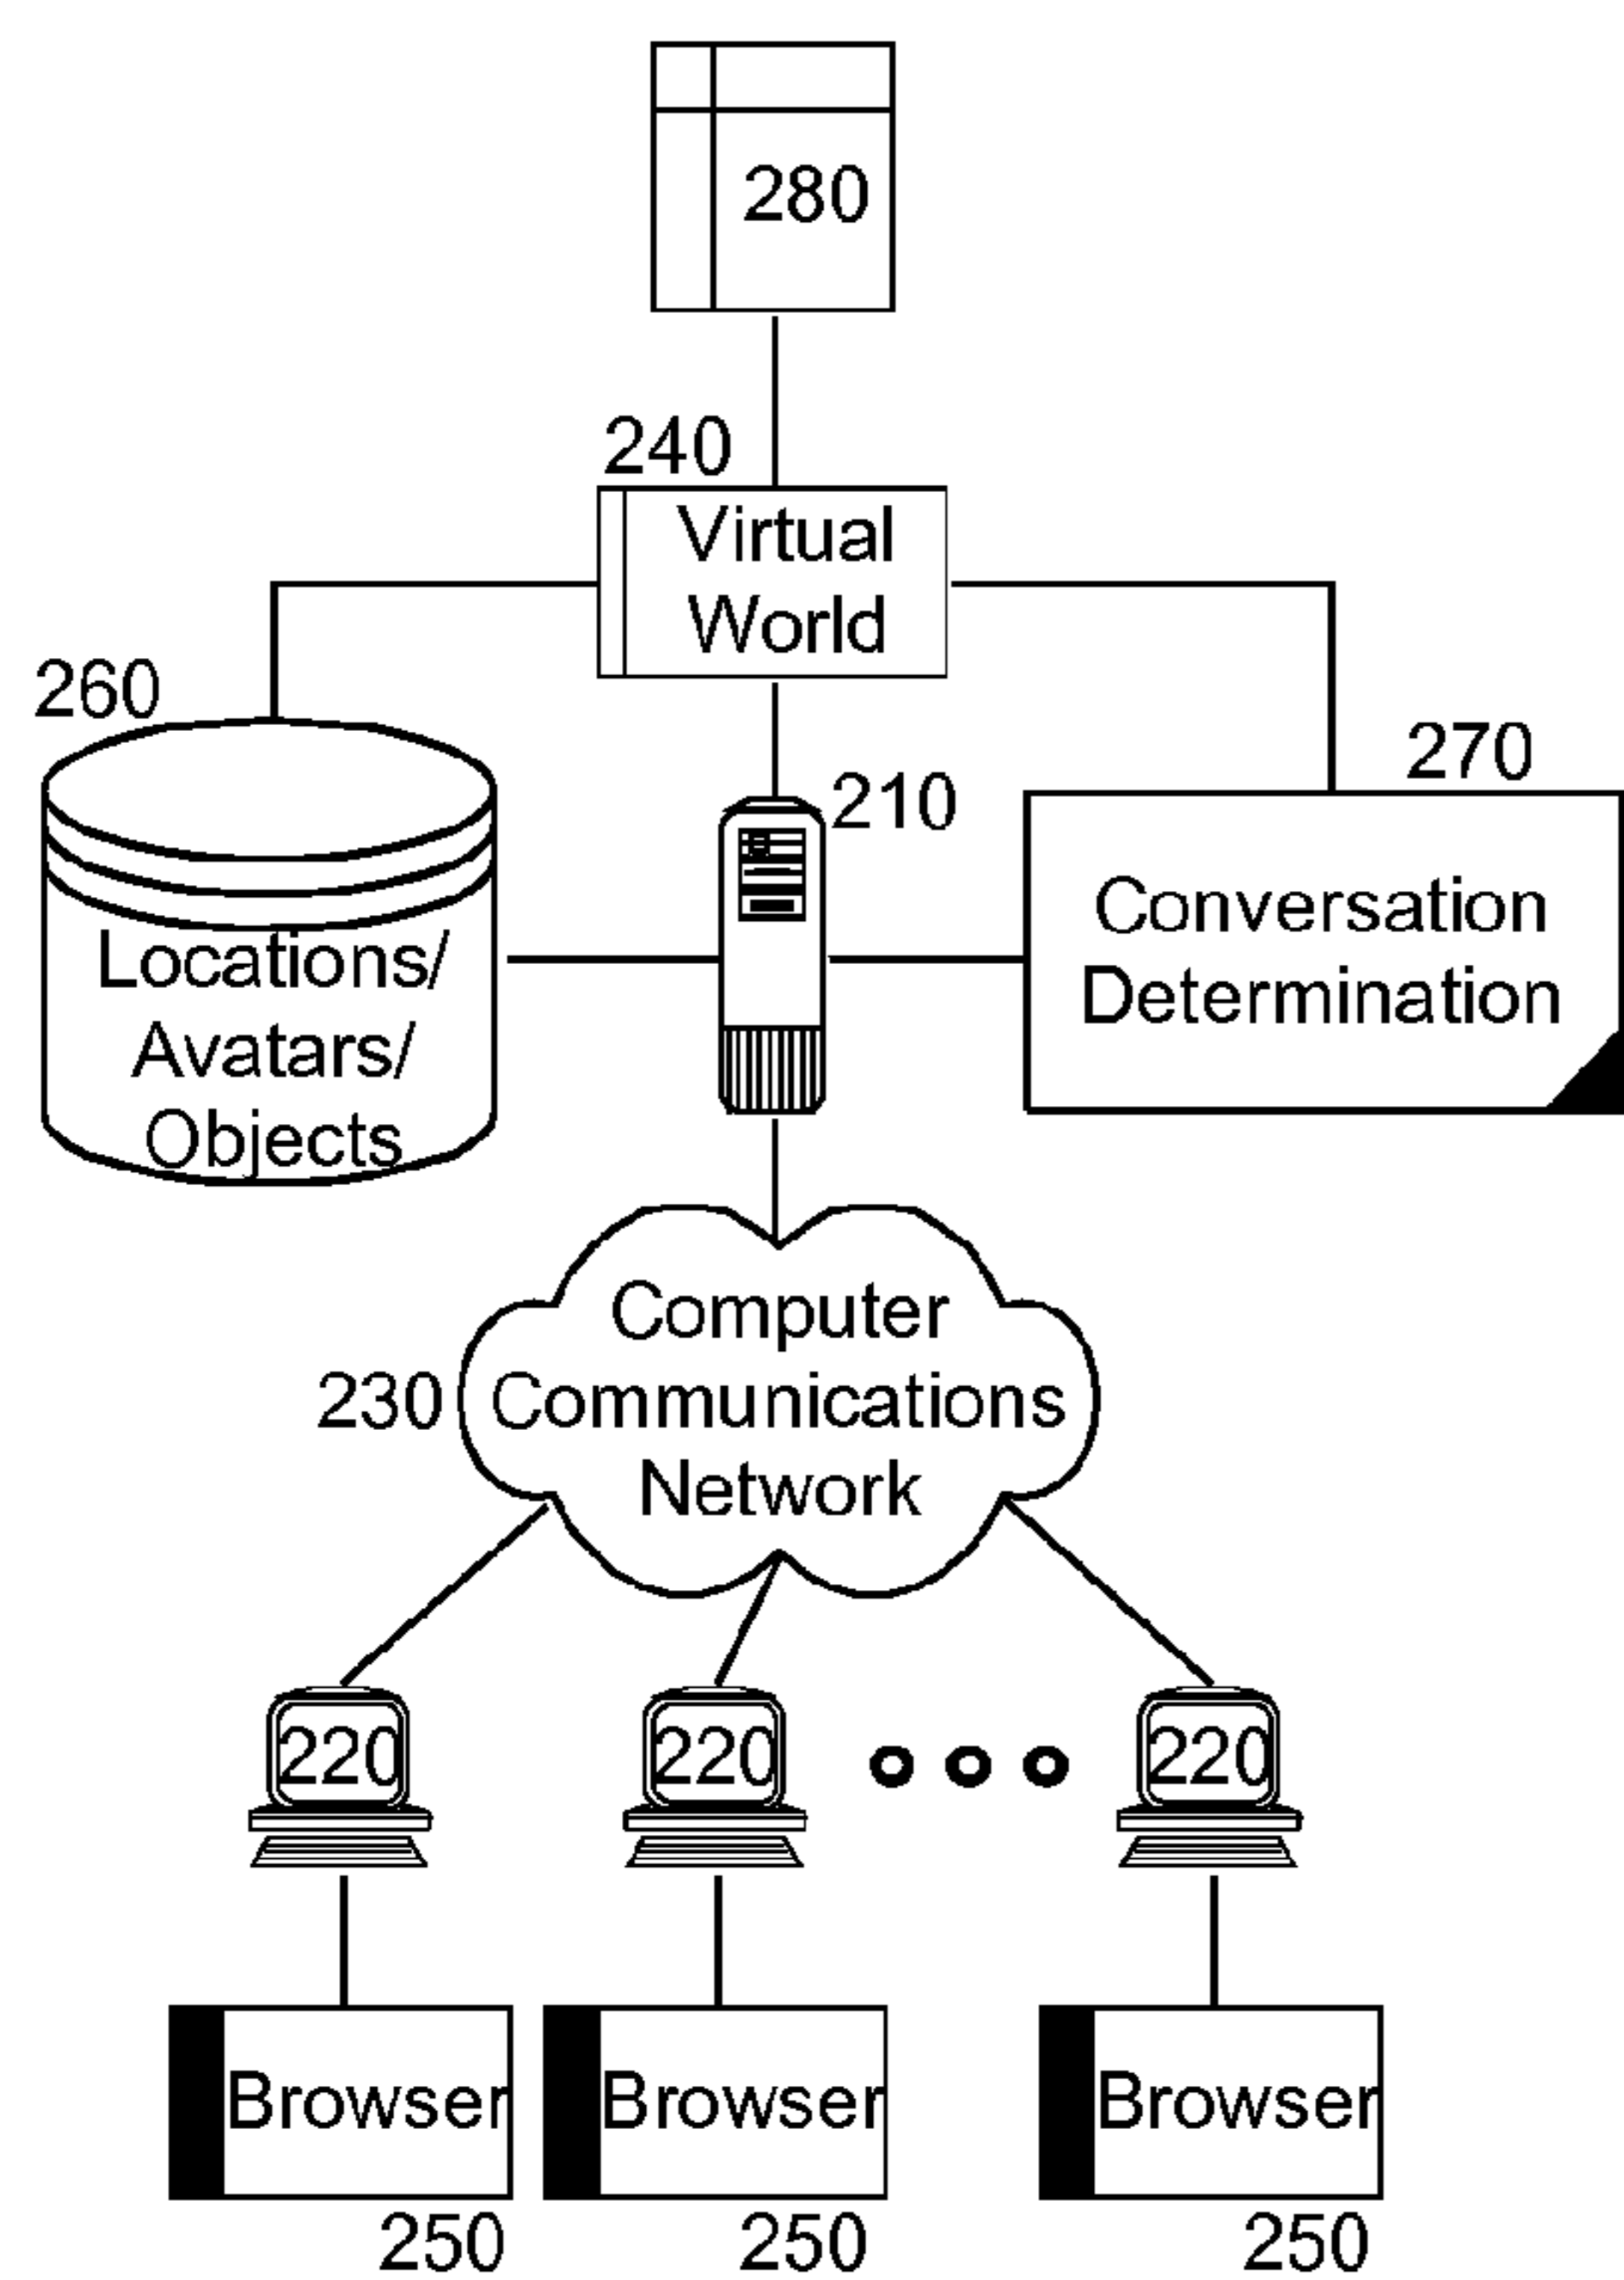 280
240
Virtual
World
260
270
210
Conversation
Determination
Locations/
Avatars/
Objects
Computer
230
Communications
Network
220
220
220
Browser
Browser
Browser
250
250
250